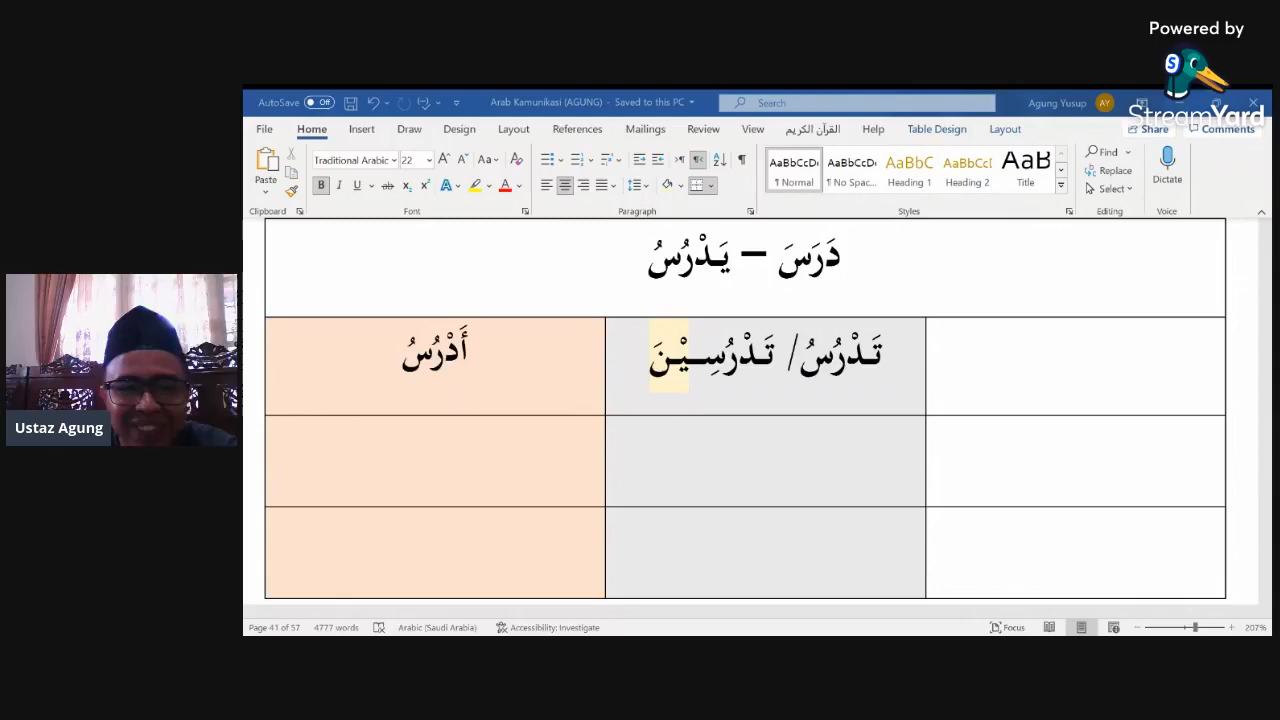 Powered by
StreamYard
AutoSave Off
Arab Kamunikasi (AGUNG) - Saved to this PC
Search
Agung Yusup AY
File Home Insert Draw Design Layout References Mailings Review View القرآن الكريم Help Table Design Layout
Share Comments
Paste
Traditional Arabic 22
AaBbCcDc AaBbCcDc AaBbC AaBbCcI AaB
¶ Normal ¶ No Spac... Heading 1 Heading 2 Title
Find
Replace
Select
Dictate
Clipboard Font Paragraph Styles Editing Voice
دَرَسَ – يَدْرُسُ
تَدْرُسُ/ تَدْرُسِيْنَ
أَدْرُسُ
Ustaz Agung
Page 41 of 57 4777 words Arabic (Saudi Arabia) Accessibility: Investigate Focus 207%